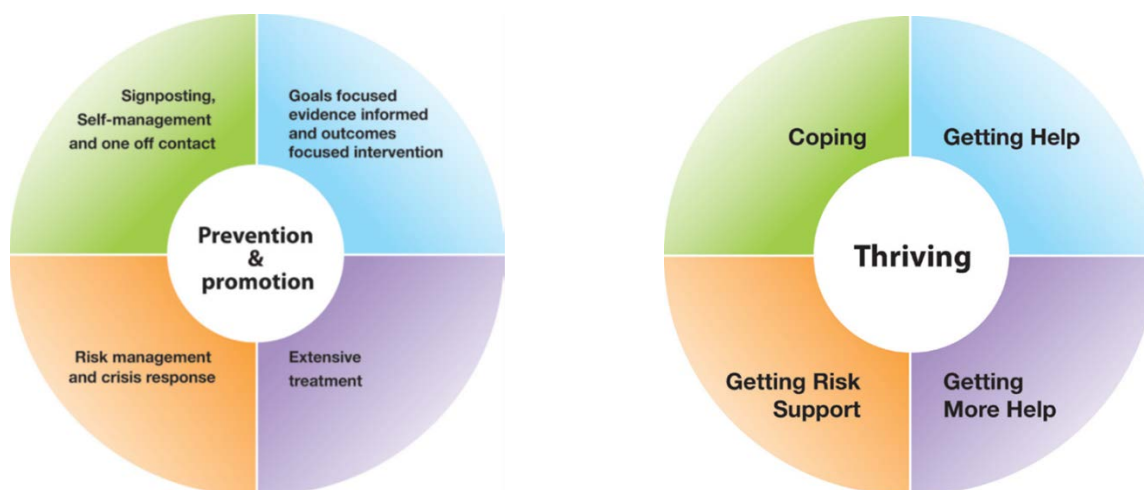 Signposting,
Self-management
and one off contact
Goals focused
evidence informed
and outcomes
focused intervention
Prevention
&
promotion
Risk management
and crisis response
Extensive
treatment
Coping
Getting Help
Thriving
Getting Risk
Support
Getting
More Help